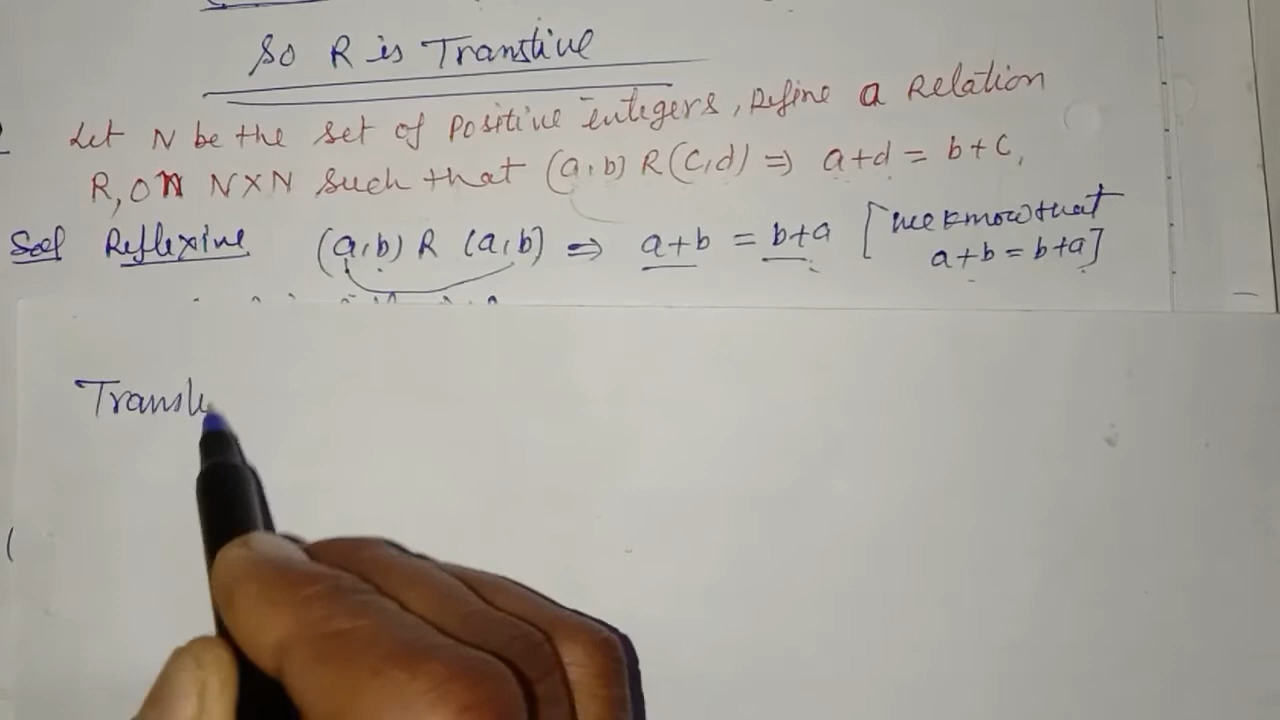 So R is Transtive
Let N be the set of positive integers, Define a Relation
R, on N×N such that (a,b) R (c,d) ⇒ a+d = b+c,
Sol Reflexive (a,b) R (a,b) ⇒ a+b = b+a [we know that
a+b = b+a]